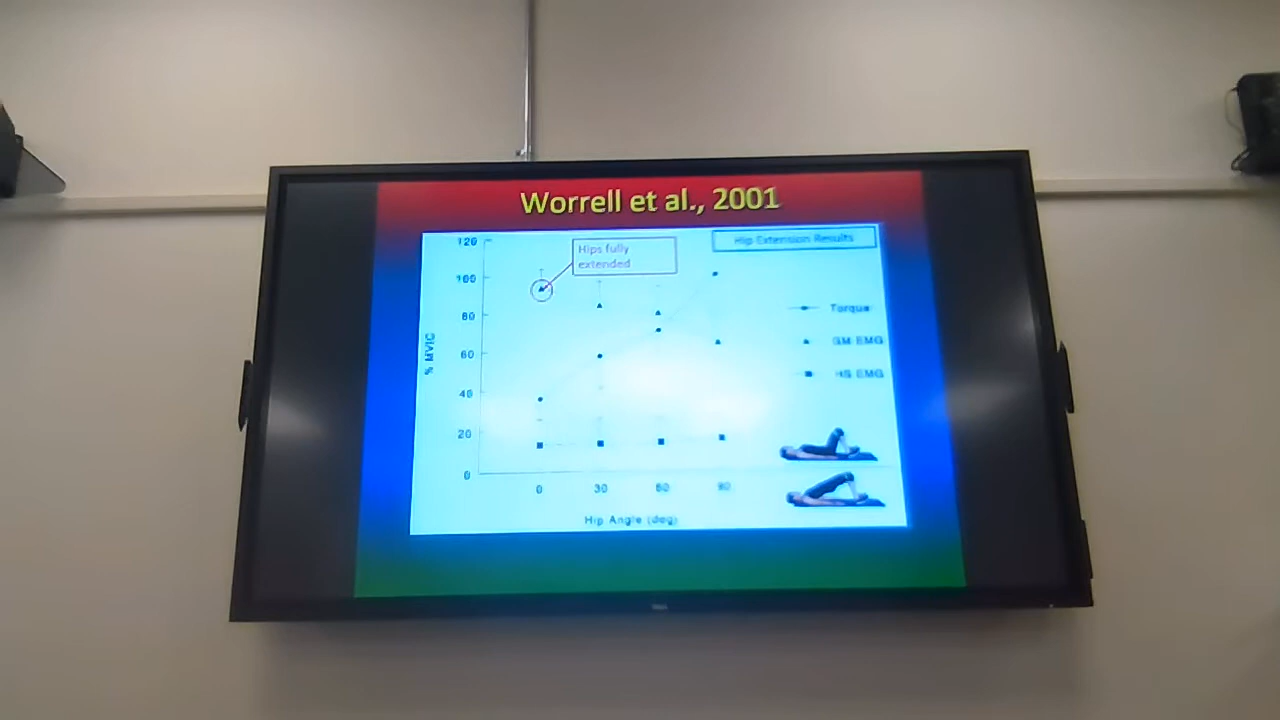 Worrell et al., 2001
120
Hips fully
extended
Hip Extension Results
100
80
60
40
20
0
% MVIC
Torque
GM EMG
HS EMG
0 30 60 90
Hip Angle (deg)